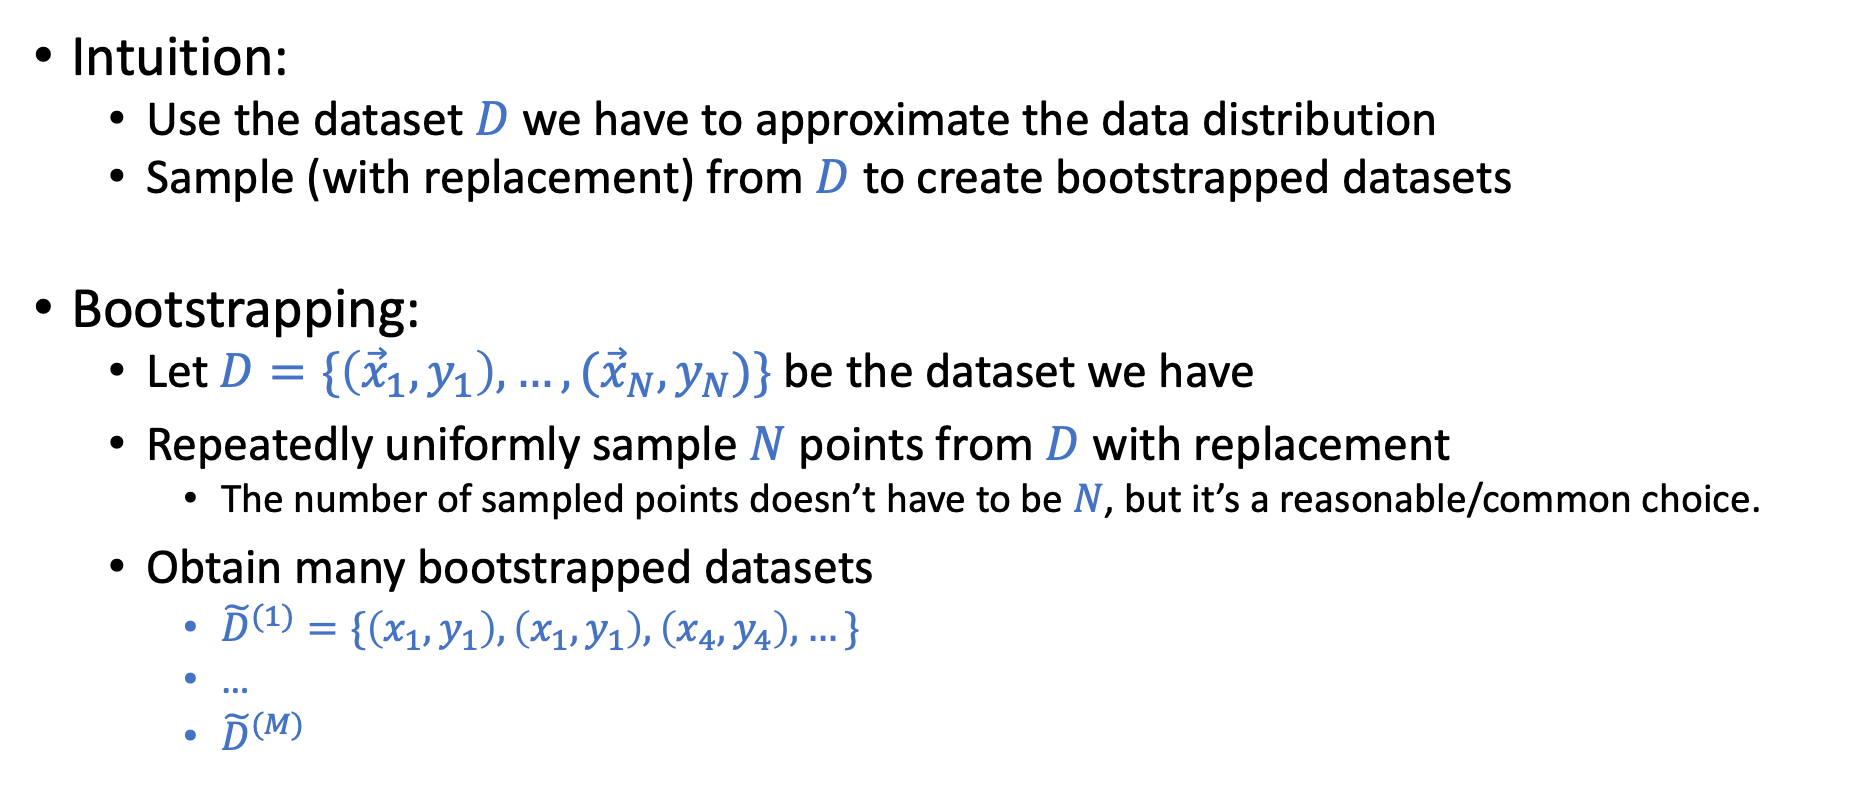 • Intuition:
• Use the dataset D we have to approximate the data distribution
• Sample (with replacement) from D to create bootstrapped datasets
• Bootstrapping:
• Let D = {(x⃗₁, y₁), … , (x⃗_N, y_N)} be the dataset we have
• Repeatedly uniformly sample N points from D with replacement
• The number of sampled points doesn’t have to be N, but it’s a reasonable/common choice.
• Obtain many bootstrapped datasets
• D̃⁽¹⁾ = {(x₁, y₁), (x₁, y₁), (x₄, y₄), … }
• …
• D̃⁽ᴹ⁾